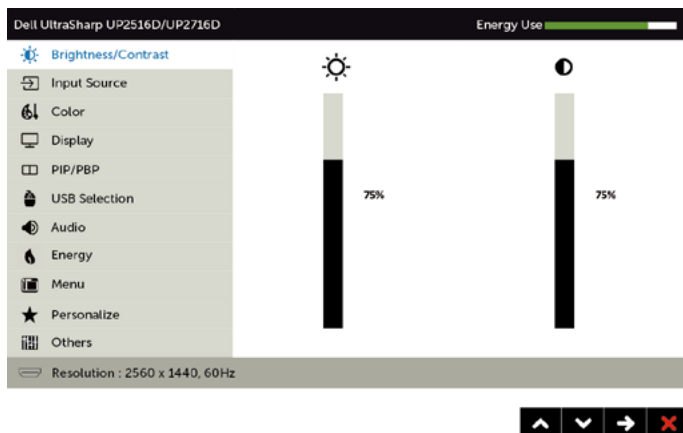 Dell UltraSharp UP2516D/UP2716D
Energy Use
Brightness/Contrast
Input Source
Color
Display
PIP/PBP
USB Selection
Audio
Energy
Menu
Personalize
Others
75%
75%
Resolution : 2560 x 1440, 60Hz